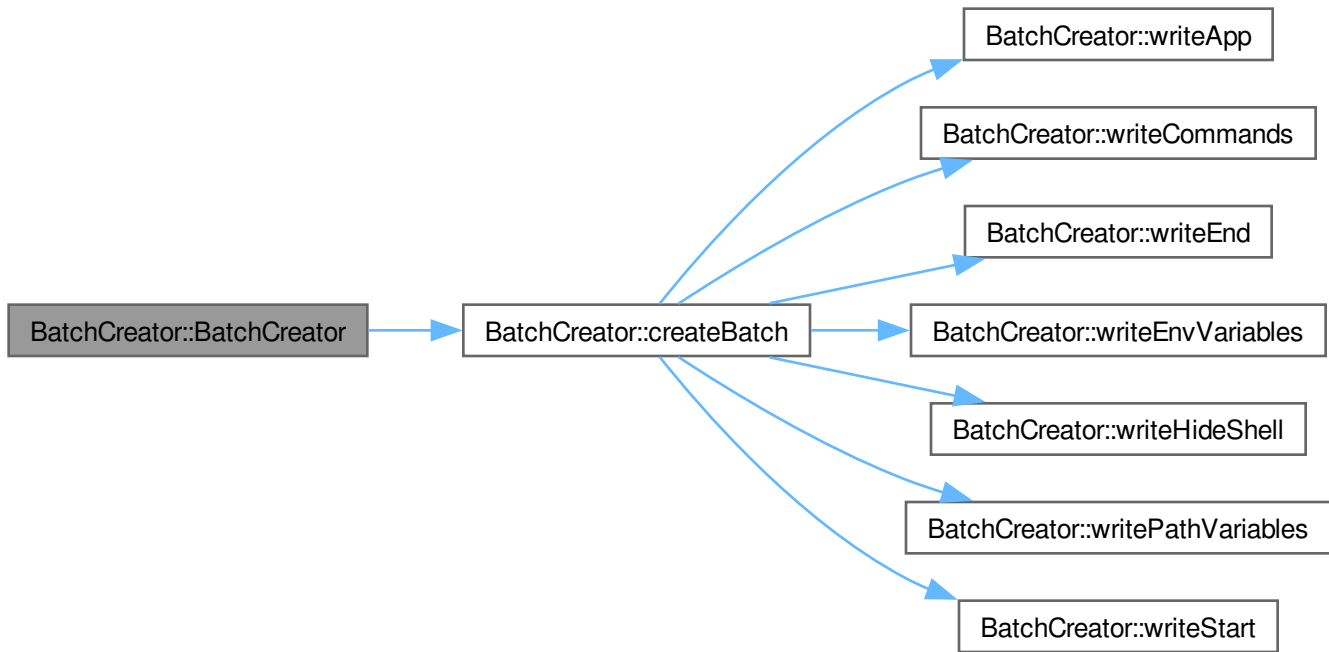 BatchCreator::BatchCreator
BatchCreator::createBatch
BatchCreator::writeApp
BatchCreator::writeCommands
BatchCreator::writeEnd
BatchCreator::writeEnvVariables
BatchCreator::writeHideShell
BatchCreator::writePathVariables
BatchCreator::writeStart